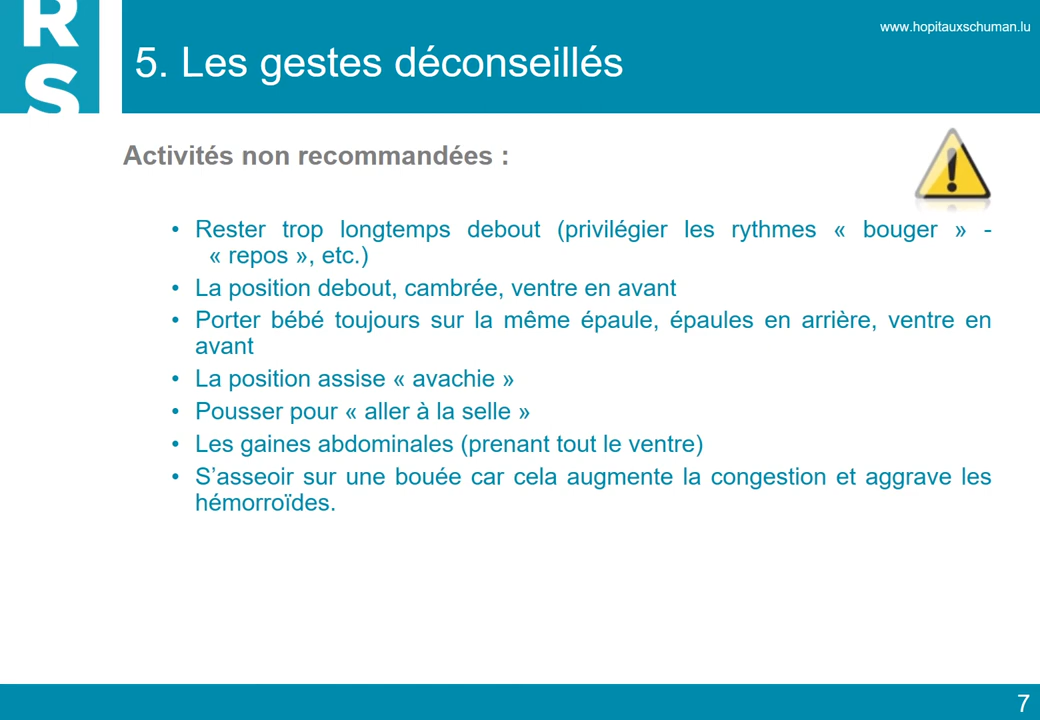 R
S
www.hopitauxschuman.lu
5. Les gestes déconseillés
Activités non recommandées :
• Rester trop longtemps debout (privilégier les rythmes « bouger » -
« repos », etc.)
• La position debout, cambrée, ventre en avant
• Porter bébé toujours sur la même épaule, épaules en arrière, ventre en
avant
• La position assise « avachie »
• Pousser pour « aller à la selle »
• Les gaines abdominales (prenant tout le ventre)
• S’asseoir sur une bouée car cela augmente la congestion et aggrave les
hémorroïdes.
7